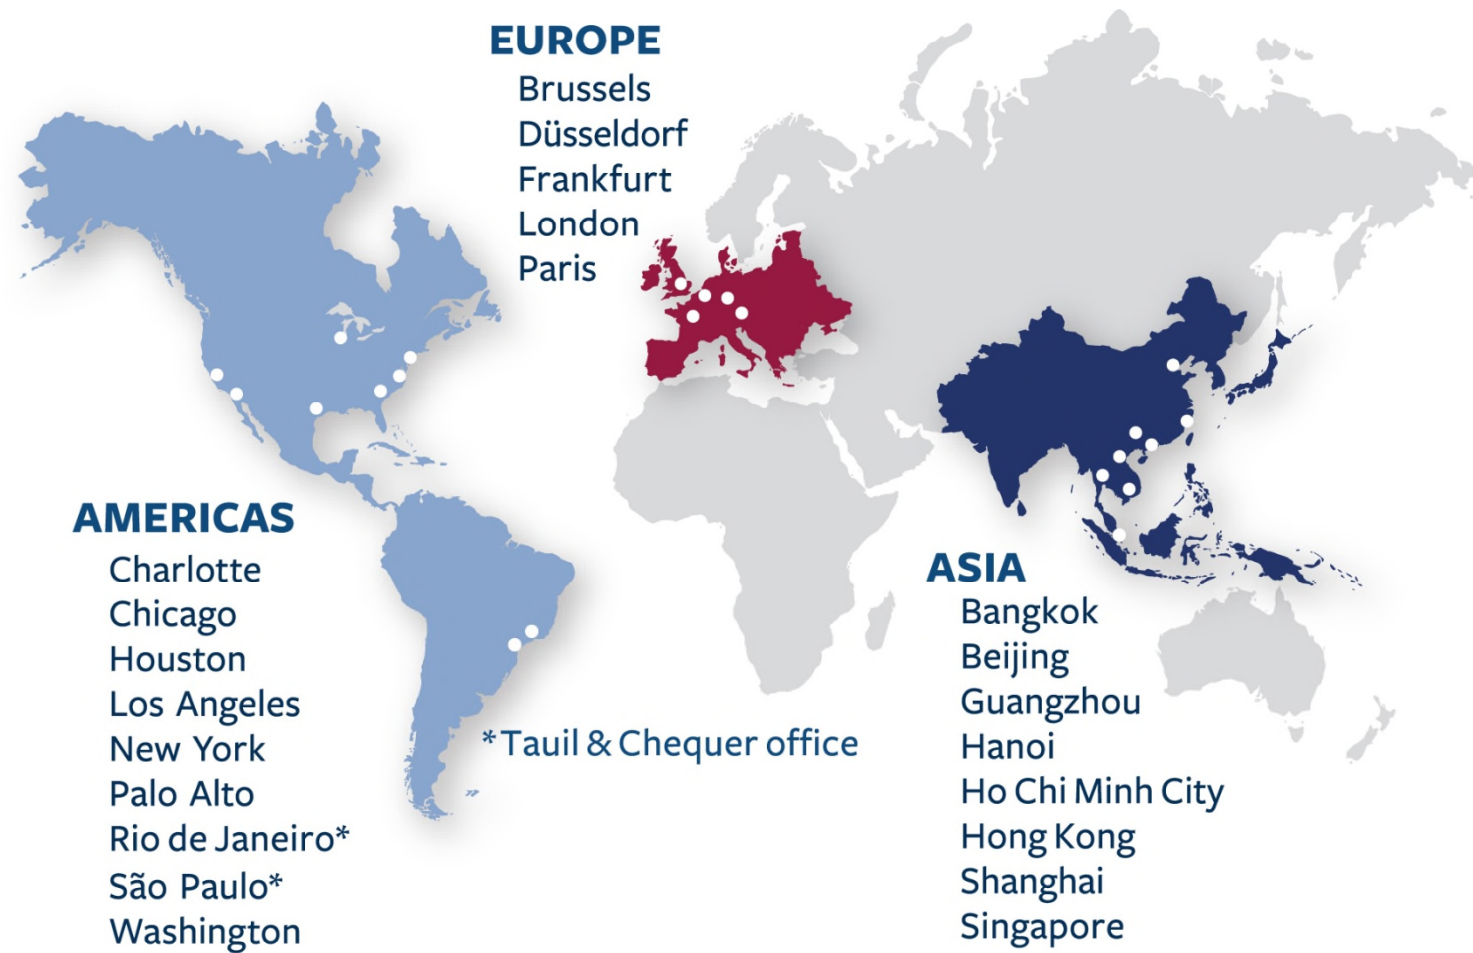 EUROPE
Brussels
Düsseldorf
Frankfurt
London
Paris
AMERICAS
Charlotte
Chicago
Houston
Los Angeles
New York
Palo Alto
Rio de Janeiro*
São Paulo*
Washington
*Tauil & Chequer office
ASIA
Bangkok
Beijing
Guangzhou
Hanoi
Ho Chi Minh City
Hong Kong
Shanghai
Singapore